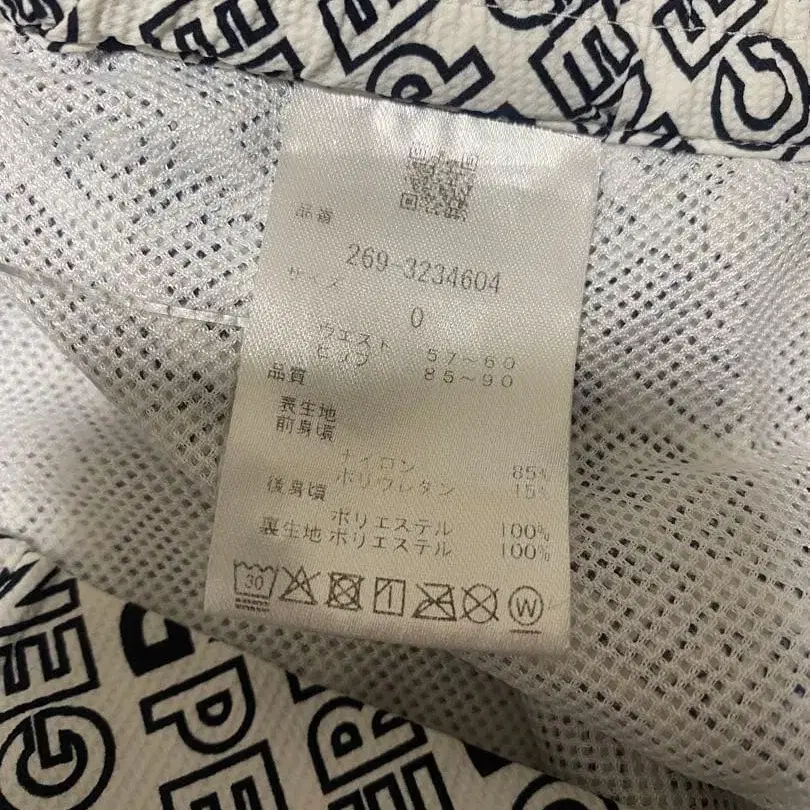 品番
269-3234604
サイズ
0
ウエスト 57～60
ヒップ 85～90
品質
表生地
前身頃
ナイロン 85%
ポリウレタン 15%
後身頃
ポリエステル 100%
裏生地 ポリエステル 100%
30
W